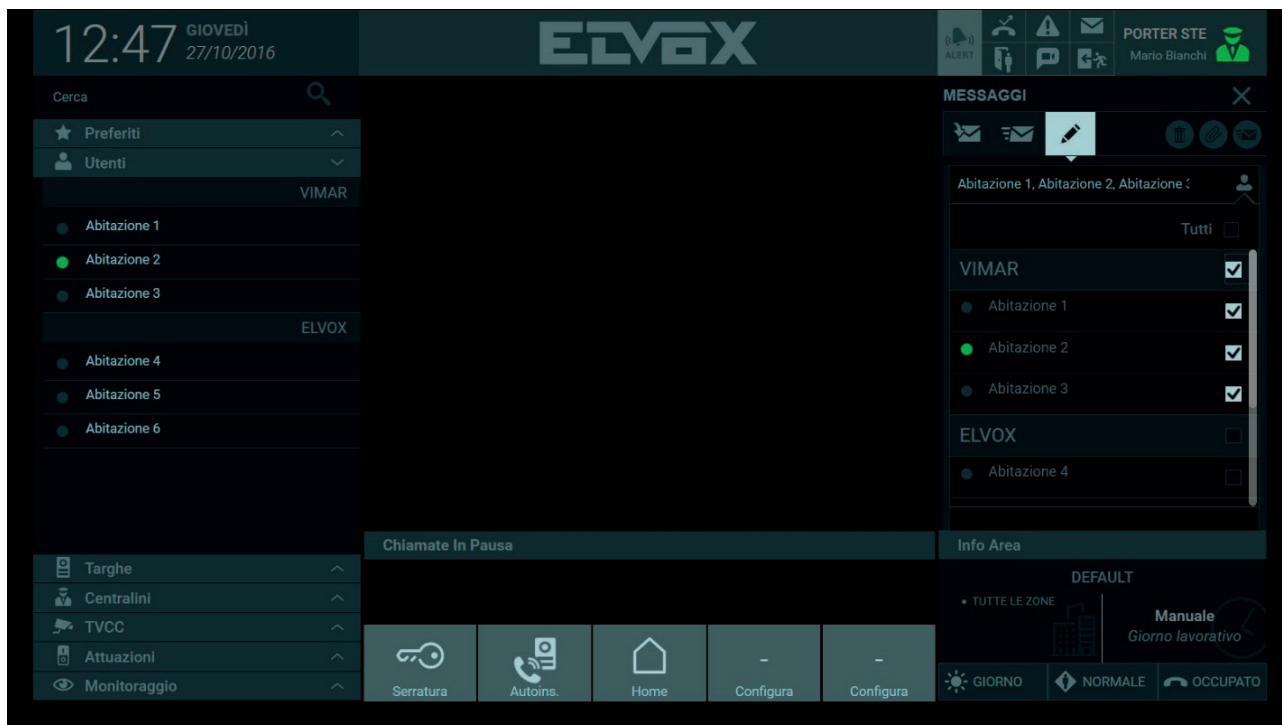 12:47
GIOVEDÌ
27/10/2016
ELVOX
ALERT
PORTER STE
Mario Bianchi
Cerca
Preferiti
Utenti
VIMAR
Abitazione 1
Abitazione 2
Abitazione 3
ELVOX
Abitazione 4
Abitazione 5
Abitazione 6
Targhe
Centralini
TVCC
Attuazioni
Monitoraggio
Chiamate In Pausa
Serratura
Autoins.
Home
-
Configura
-
Configura
MESSAGGI
Abitazione 1, Abitazione 2, Abitazione
Tutti
VIMAR
Abitazione 1
Abitazione 2
Abitazione 3
ELVOX
Abitazione 4
Info Area
DEFAULT
• TUTTE LE ZONE
Manuale
Giorno lavorativo
GIORNO
NORMALE
OCCUPATO